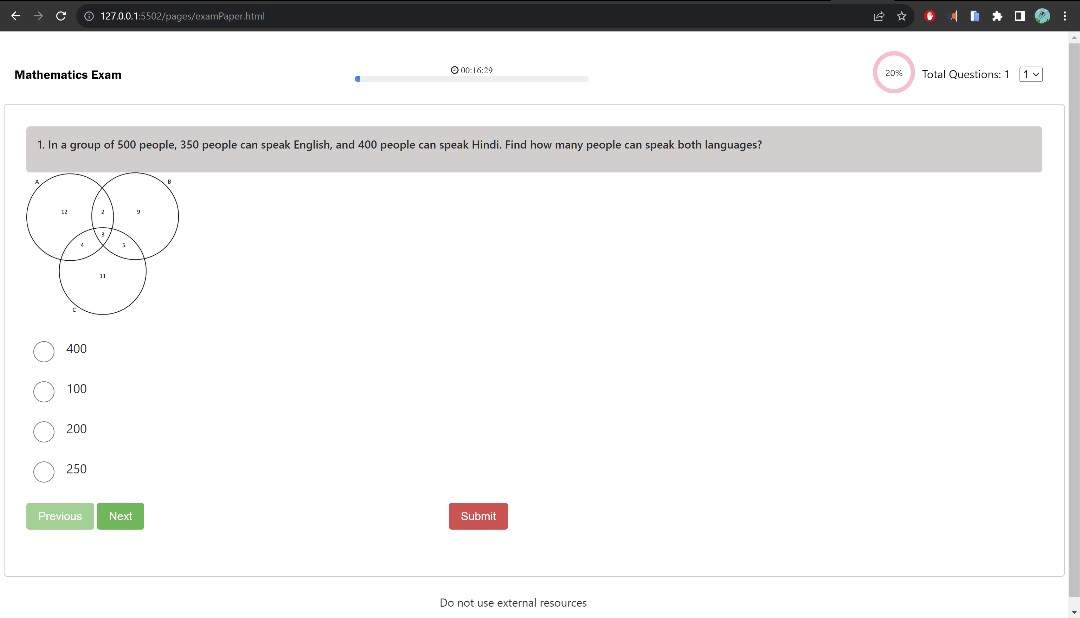 127.0.0.1:5502/pages/examPaper.html
Mathematics Exam
00:16:29
20%
Total Questions: 1
1
1. In a group of 500 people, 350 people can speak English, and 400 people can speak Hindi. Find how many people can speak both languages?
A
B
12
2
9
3
4
5
11
C
400
100
200
250
Previous
Next
Submit
Do not use external resources